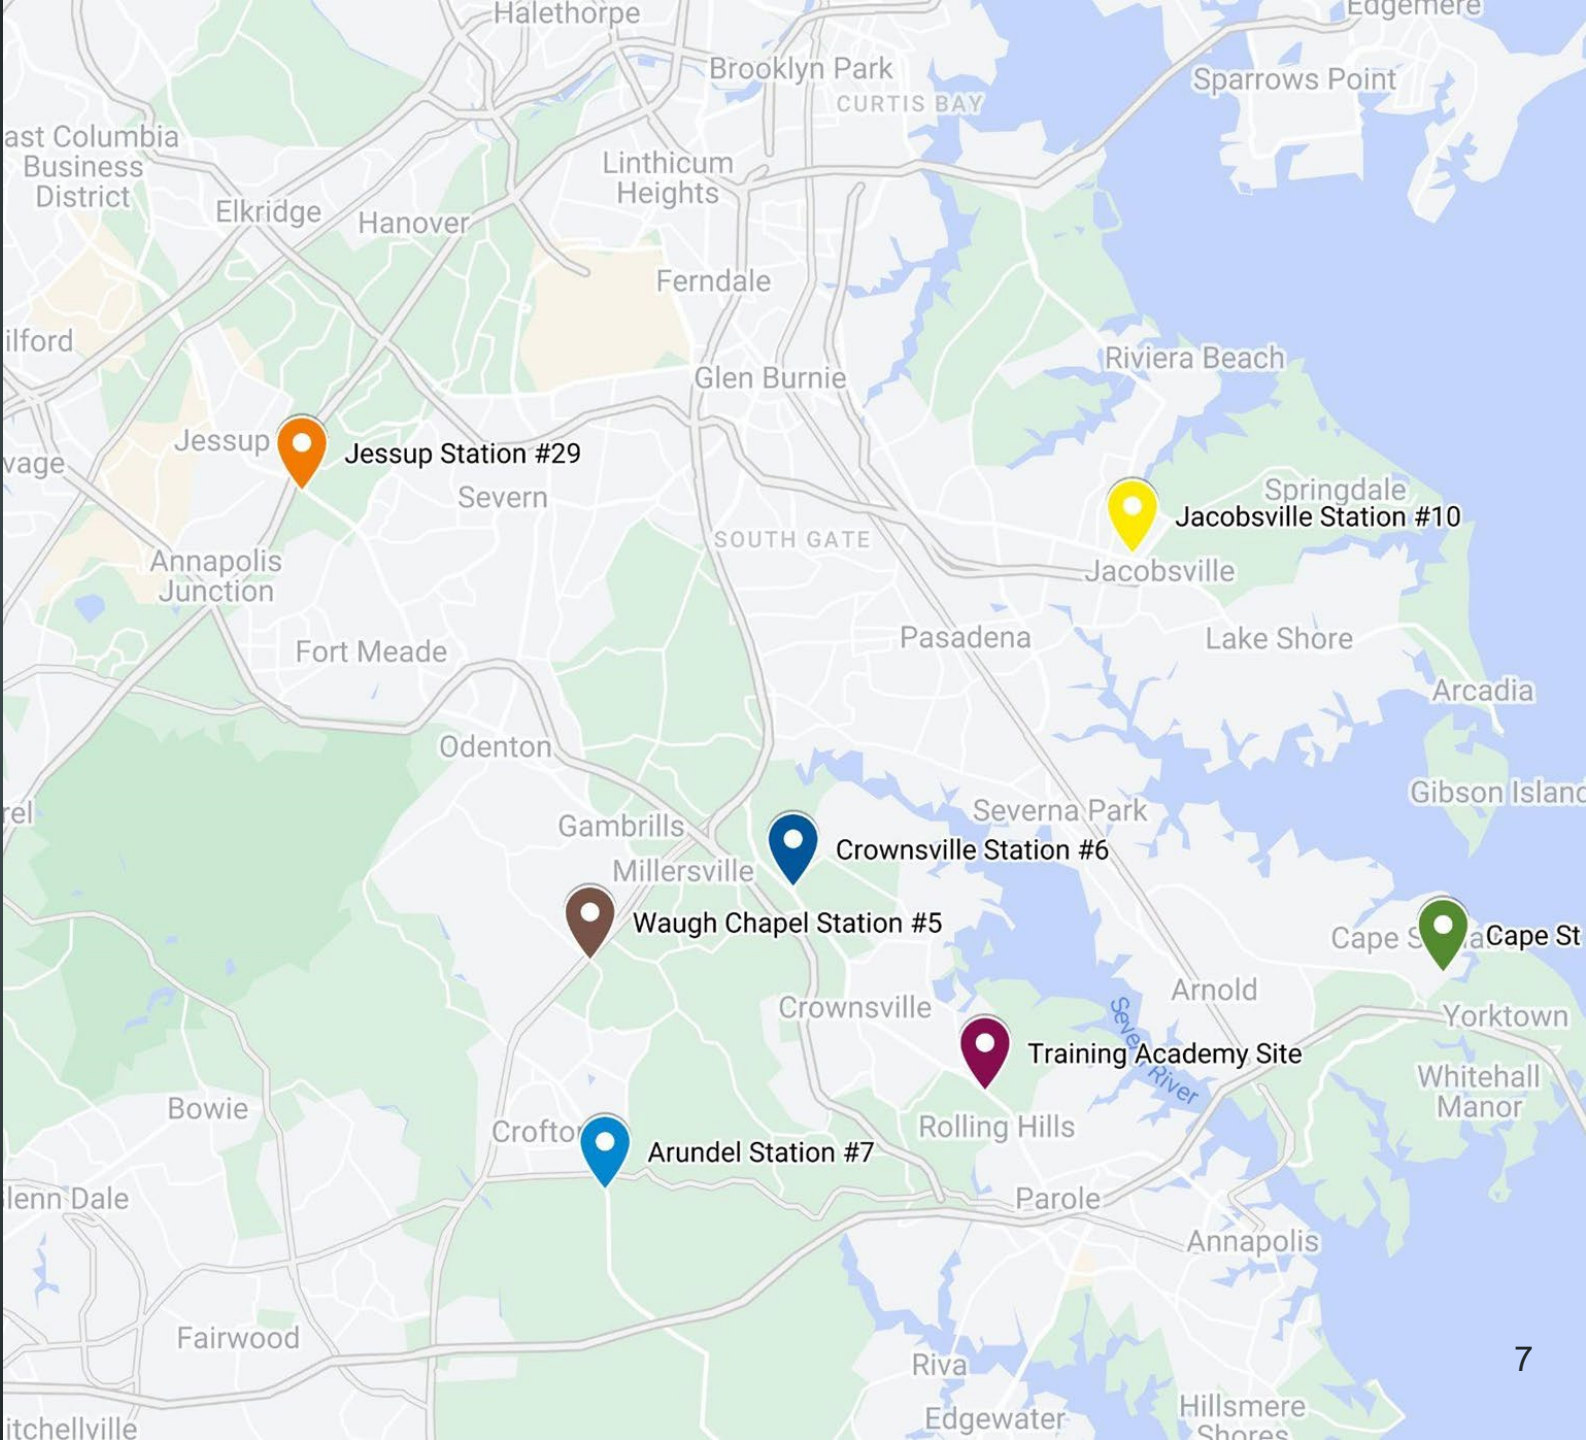 Halethorpe
Edgemere
Brooklyn Park
Sparrows Point
CURTIS BAY
ast Columbia
Business
District
Linthicum
Heights
Elkridge
Hanover
Ferndale
ilford
Riviera Beach
Glen Burnie
Jessup
Jessup Station #29
vage
Severn
Springdale
Jacobsville Station #10
SOUTH GATE
Annapolis
Junction
Jacobsville
Pasadena
Lake Shore
Fort Meade
Arcadia
Odenton
Gibson Island
rel
Severna Park
Gambrills
Crownsville Station #6
Millersville
Waugh Chapel Station #5
Cape St
Arnold
Crownsville
Yorktown
Training Academy Site
River
Whitehall
Manor
Bowie
Rolling Hills
Crofto
Arundel Station #7
lenn Dale
Parole
Annapolis
Fairwood
7
Riva
Hillsmere
Shores
Edgewater
itchellville